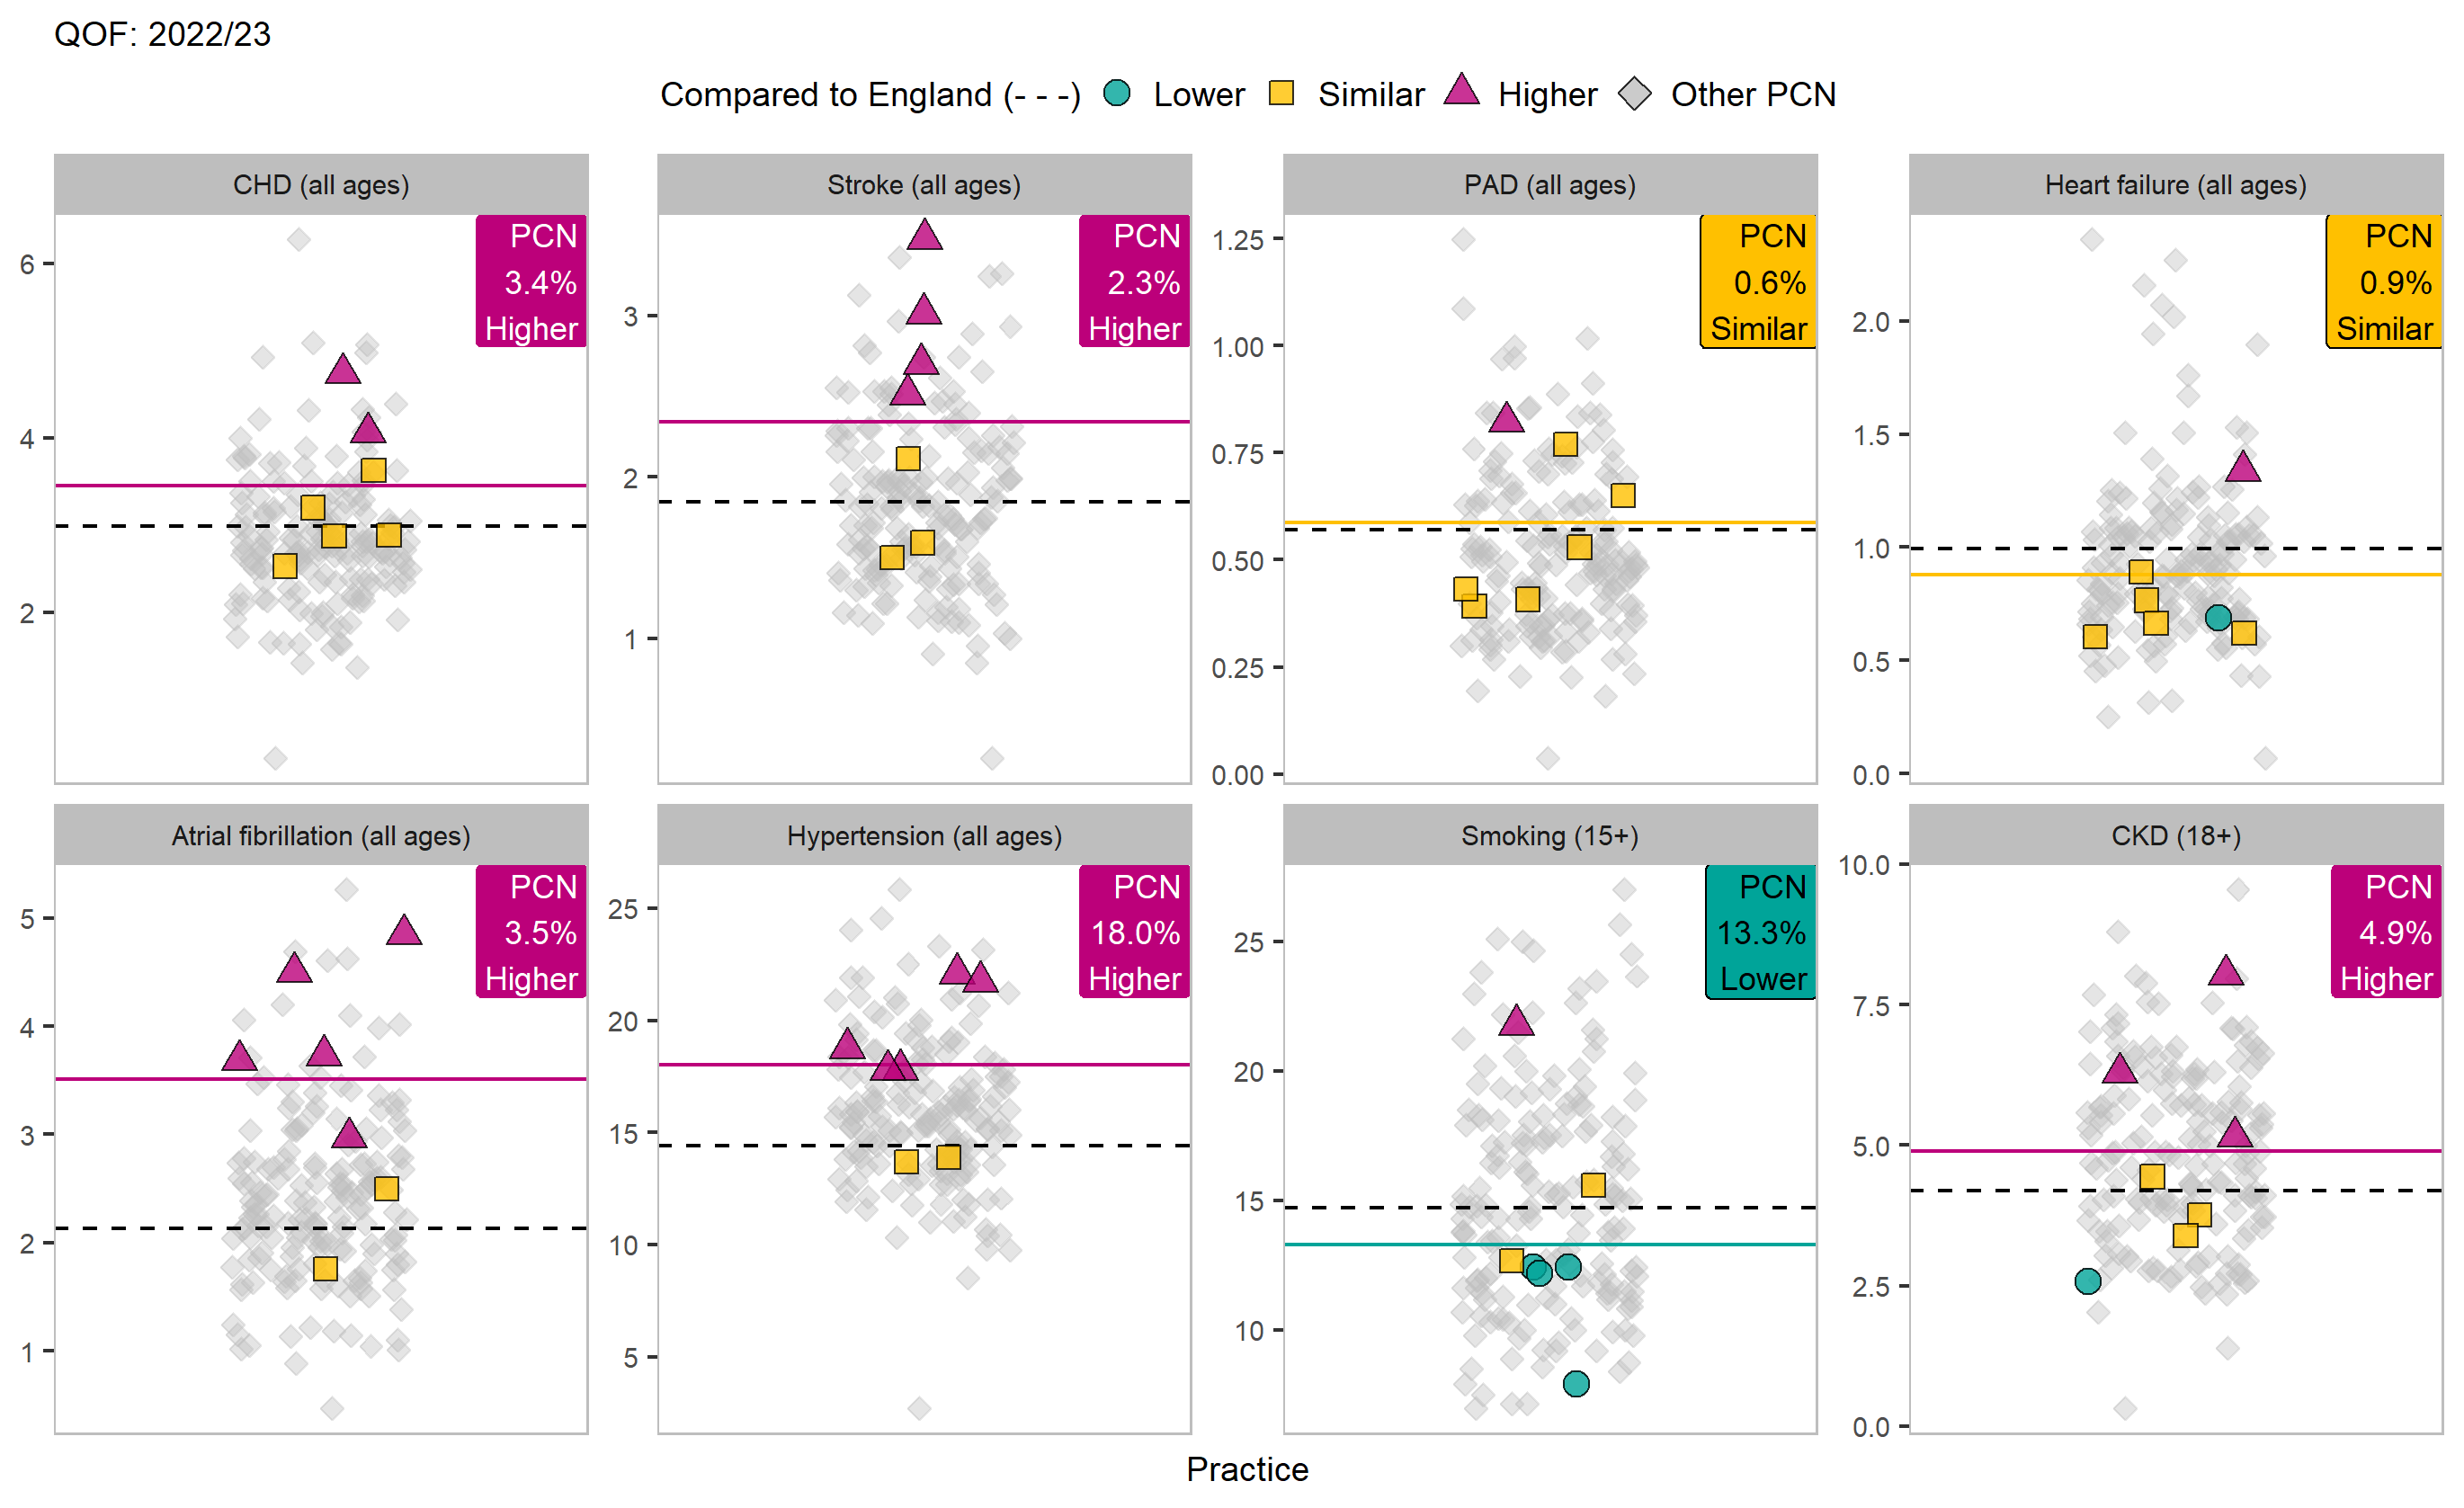 QOF: 2022/23
Compared to England (- - -) Lower Similar Higher Other PCN
CHD (all ages)
PCN
3.4%
Higher
6
4
2
Stroke (all ages)
PCN
2.3%
Higher
3
2
1
PAD (all ages)
PCN
0.6%
Similar
1.25
1.00
0.75
0.50
0.25
0.00
Heart failure (all ages)
PCN
0.9%
Similar
2.0
1.5
1.0
0.5
0.0
Atrial fibrillation (all ages)
PCN
3.5%
Higher
5
4
3
2
1
Hypertension (all ages)
PCN
18.0%
Higher
25
20
15
10
5
Smoking (15+)
PCN
13.3%
Lower
25
20
15
10
CKD (18+)
PCN
4.9%
Higher
10.0
7.5
5.0
2.5
0.0
Practice